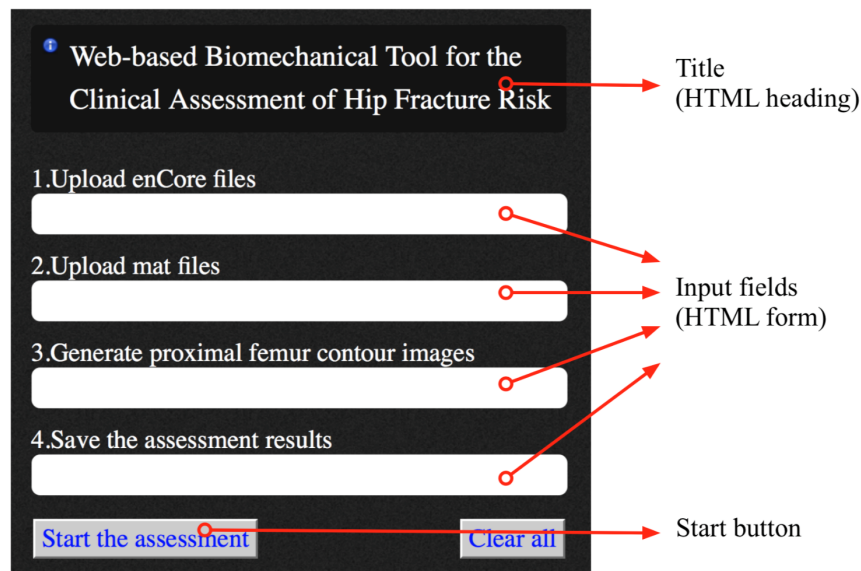 Web-based Biomechanical Tool for the
Clinical Assessment of Hip Fracture Risk
Title
(HTML heading)
1.Upload enCore files
2.Upload mat files
Input fields
(HTML form)
3.Generate proximal femur contour images
4.Save the assessment results
Start the assessment
Clear all
Start button